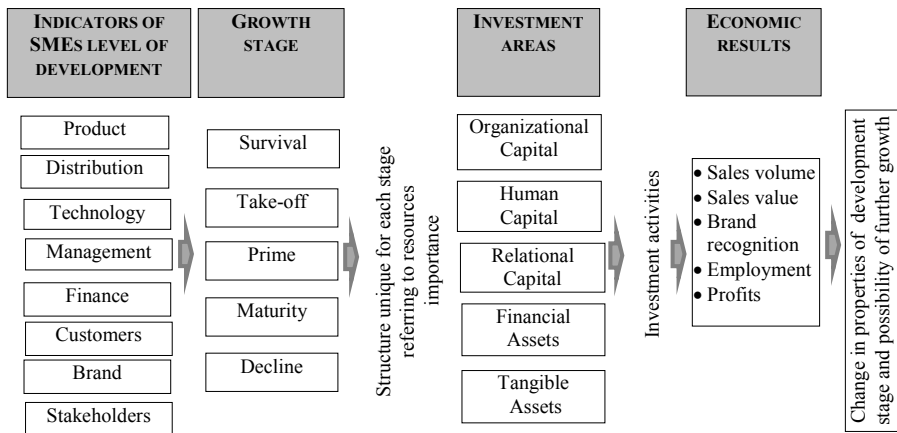 INDICATORS OF
SMES LEVEL OF
DEVELOPMENT
Product
Distribution
Technology
Management
Finance
Customers
Brand
Stakeholders
GROWTH
STAGE
Survival
Take-off
Prime
Maturity
Decline
Structure unique for each stage
referring to resources
importance
INVESTMENT
AREAS
Organizational
Capital
Human
Capital
Relational
Capital
Financial
Assets
Tangible
Assets
Investment activities
ECONOMIC
RESULTS
• Sales volume
• Sales value
• Brand
recognition
• Employment
• Profits
Change in properties of development
stage and possibility of further growth